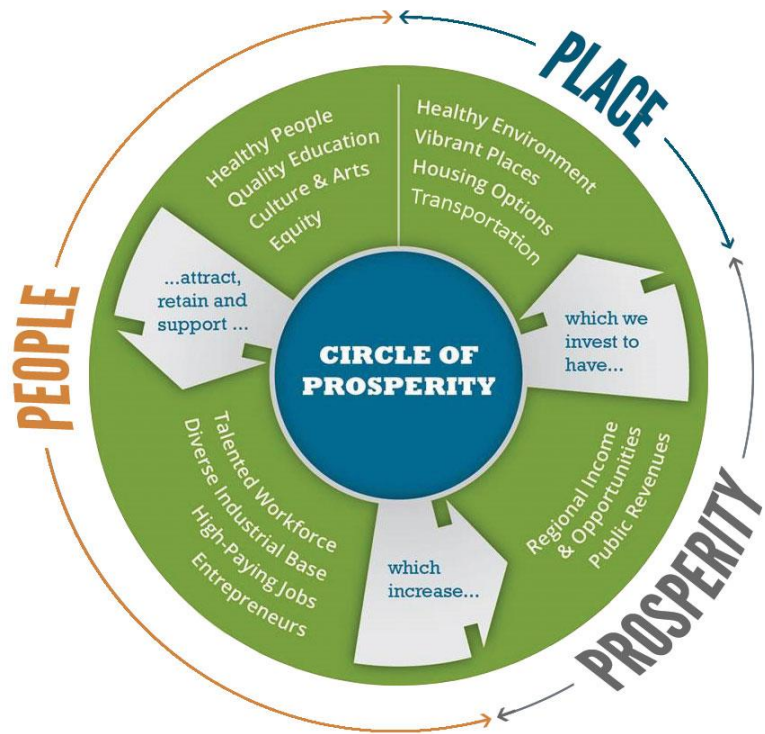 PLACE
Healthy People
Quality Education
Culture & Arts
Equity
Healthy Environment
Vibrant Places
Housing Options
Transportation
...attract,
retain and
support ...
which we
invest to
have...
CIRCLE OF
PROSPERITY
PEOPLE
Talented Workforce
Diverse Industrial Base
High-Paying Jobs
Entrepreneurs
which
increase...
Regional Income
& Opportunities
Public Revenues
PROSPERITY